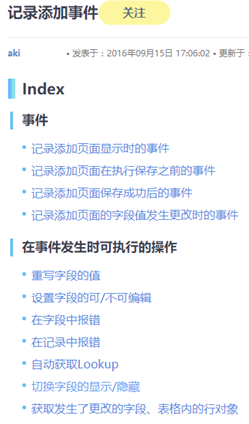 记录添加事件 关注
aki • 发表于：2016年09月15日 17:06:02 • 更新于：
Index
事件
记录添加页面显示时的事件
记录添加页面在执行保存之前的事件
记录添加页面保存成功后的事件
记录添加页面的字段值发生更改时的事件
在事件发生时可执行的操作
重写字段的值
设置字段的可/不可编辑
在字段中报错
在记录中报错
自动获取Lookup
切换字段的显示/隐藏
获取发生了更改的字段、表格内的行对象